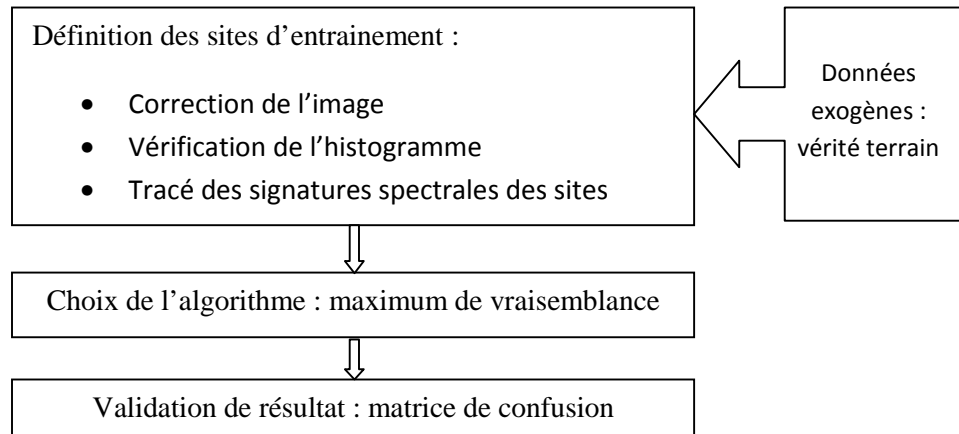 Définition des sites d’entrainement :
• Correction de l’image
• Vérification de l’histogramme
• Tracé des signatures spectrales des sites
Données
exogènes :
vérité terrain
Choix de l’algorithme : maximum de vraisemblance
Validation de résultat : matrice de confusion